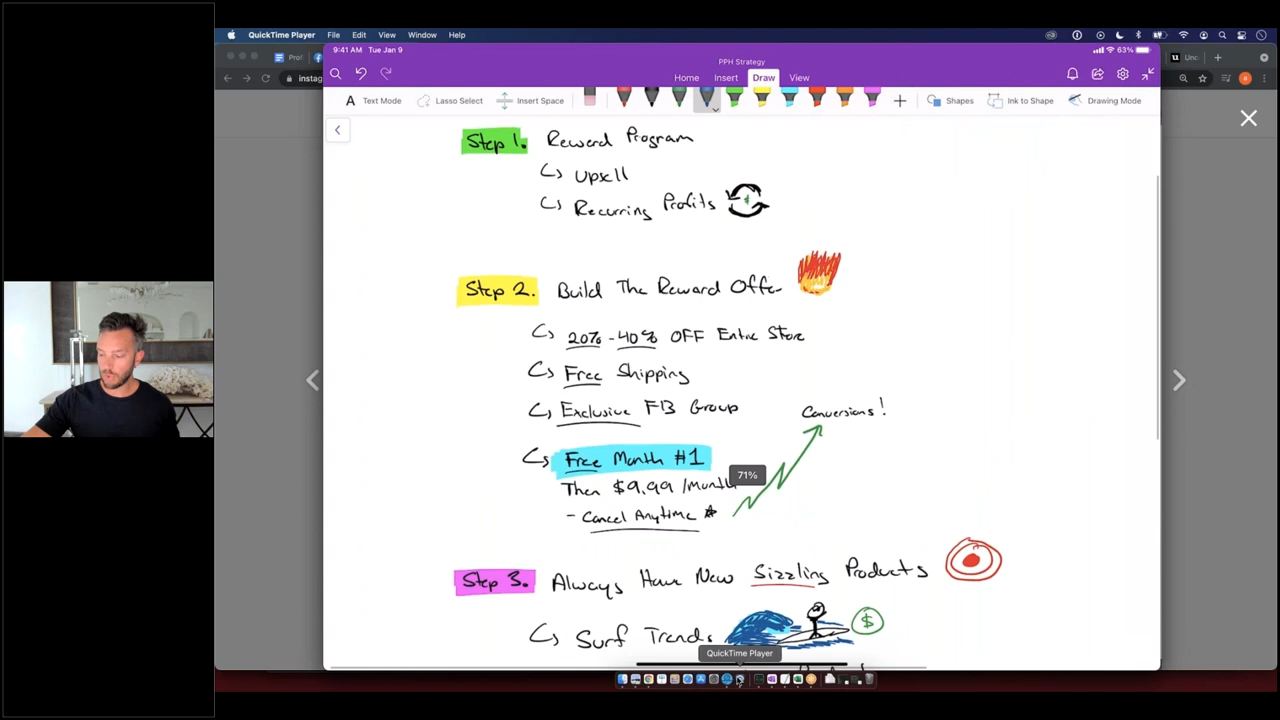 QuickTime Player File Edit View Window Help
9:41 AM Tue Jan 9
63%
PPH Strategy
Home Insert Draw View
Text Mode Lasso Select Insert Space Shapes Ink to Shape Drawing Mode
instag
Step 1. Reward Program
Upsell
Recurring Profits $
Step 2. Build The Reward Offer
20% - 40% OFF Entire Store
Free Shipping
Exclusive FB Group
Conversions!
Free Month #1
71%
Then $9.99/month
- Cancel Anytime *
Step 3. Always Have New Sizzling Products
Surf Trends $
QuickTime Player